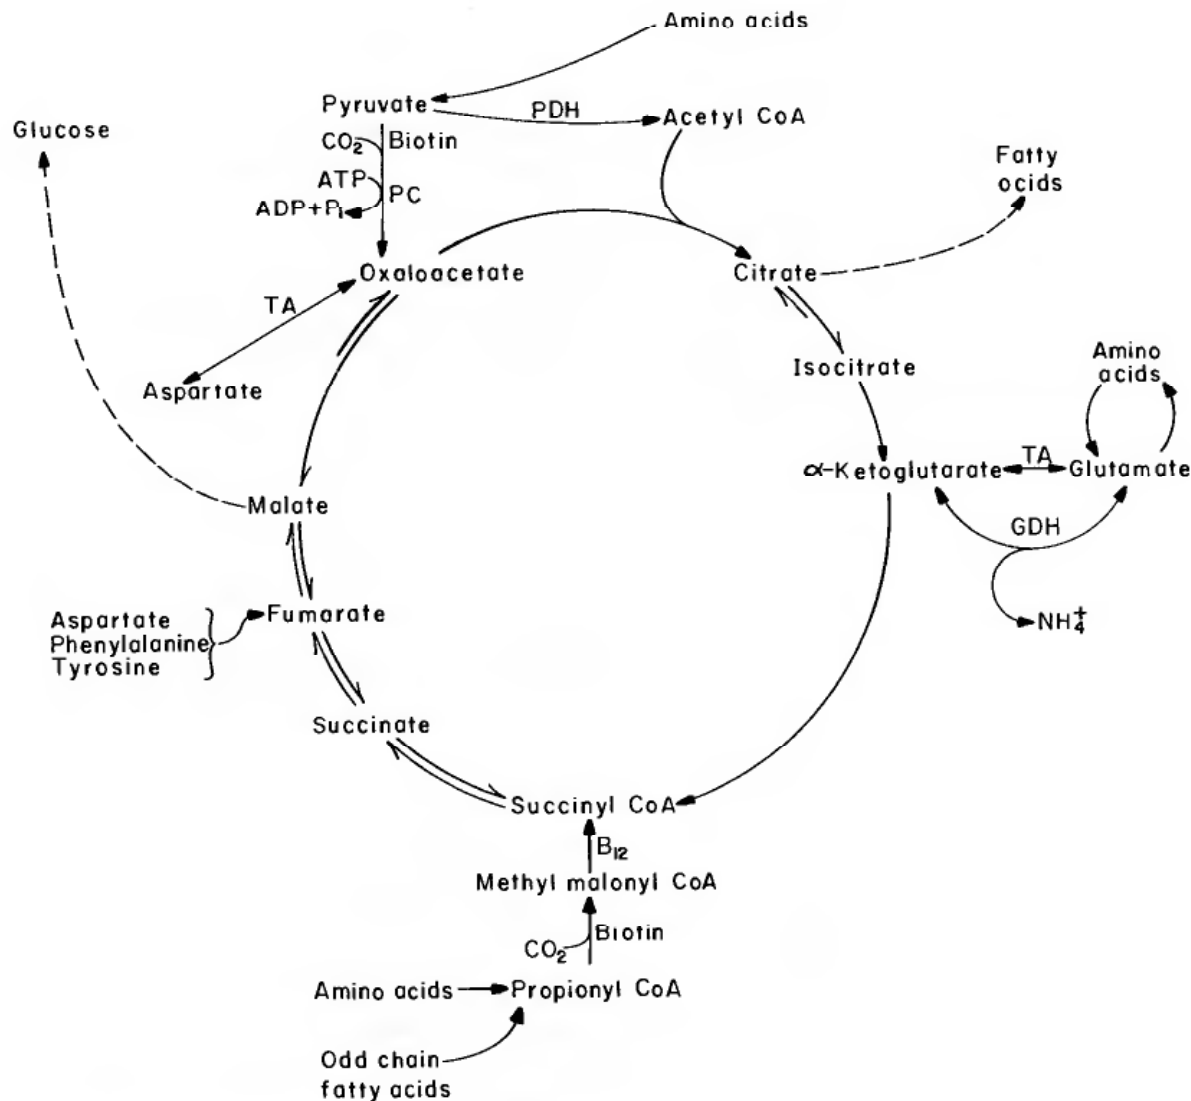 Amino acids
Pyruvate
PDH
Acetyl CoA
Glucose
CO₂
Biotin
ATP
PC
ADP+Pi
Fatty
ocids
Oxaloacetate
Citrate
TA
Aspartate
Isocitrate
Amino
acids
α-Ketoglutarate
TA
Glutamate
Malate
GDH
NH₄⁺
Aspartate
Phenylalanine
Tyrosine
Fumarate
Succinate
Succinyl CoA
B₁₂
Methyl malonyl CoA
CO₂
Biotin
Amino acids
Propionyl CoA
Odd chain
fatty acids